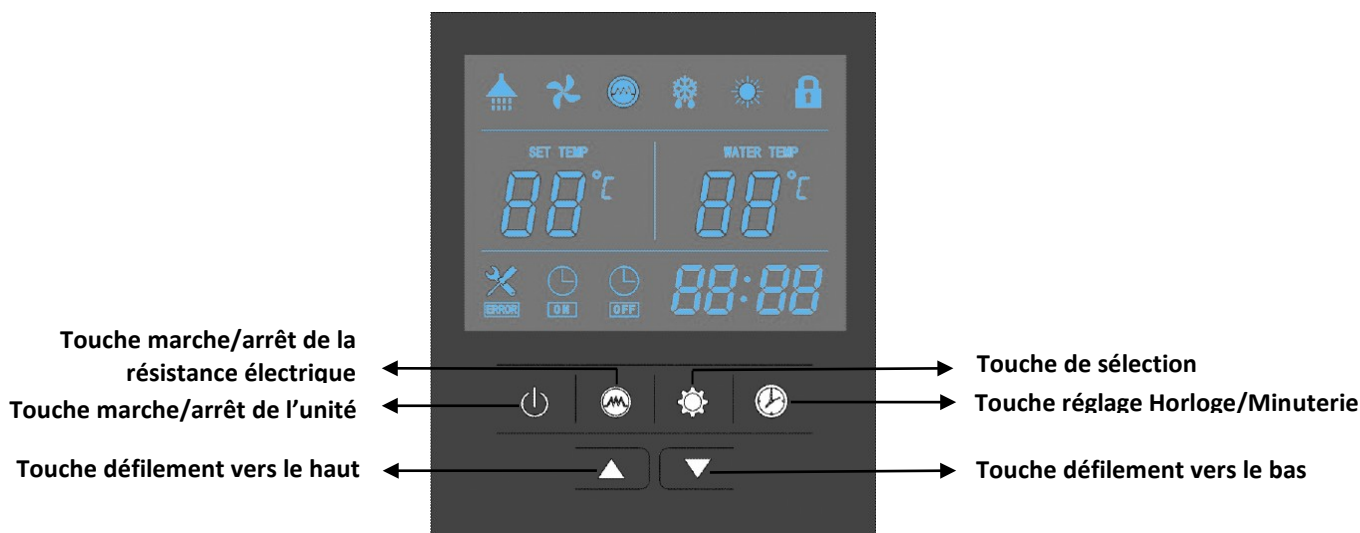 SET TEMP
WATER TEMP
88°C
88°C
88:88
ERROR
ON
OFF
Touche marche/arrêt de la
résistance électrique
Touche marche/arrêt de l’unité
Touche défilement vers le haut
Touche de sélection
Touche réglage Horloge/Minuterie
Touche défilement vers le bas